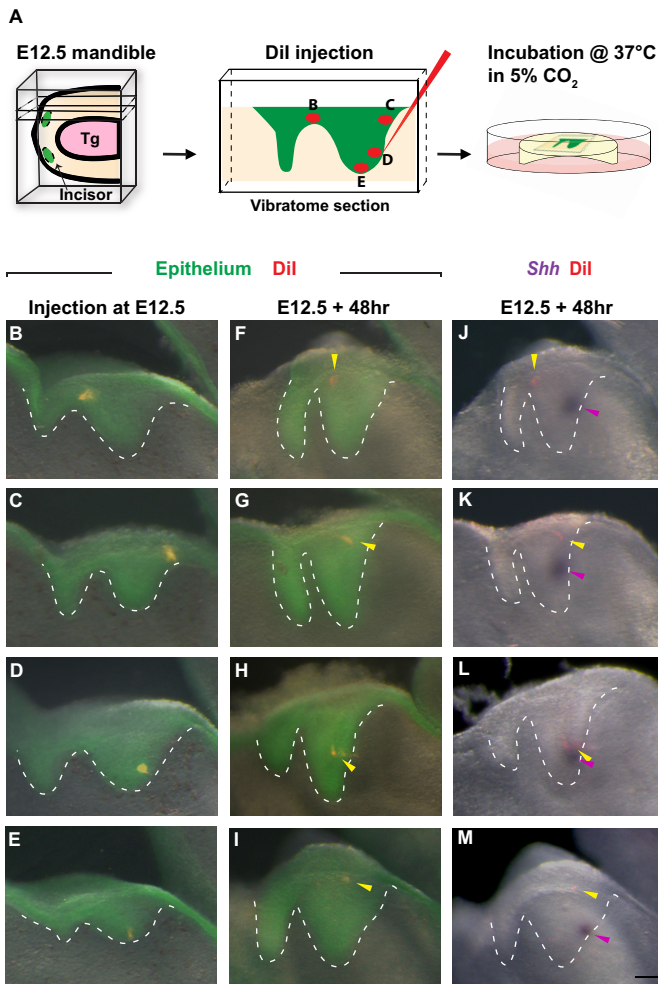 A
E12.5 mandible
DiI injection
Incubation @ 37°C
in 5% CO2
B
C
D
E
Tg
Incisor
Vibratome section
Epithelium DiI
Shh DiI
Injection at E12.5
E12.5 + 48hr
E12.5 + 48hr
B
F
J
C
G
K
D
H
L
E
I
M